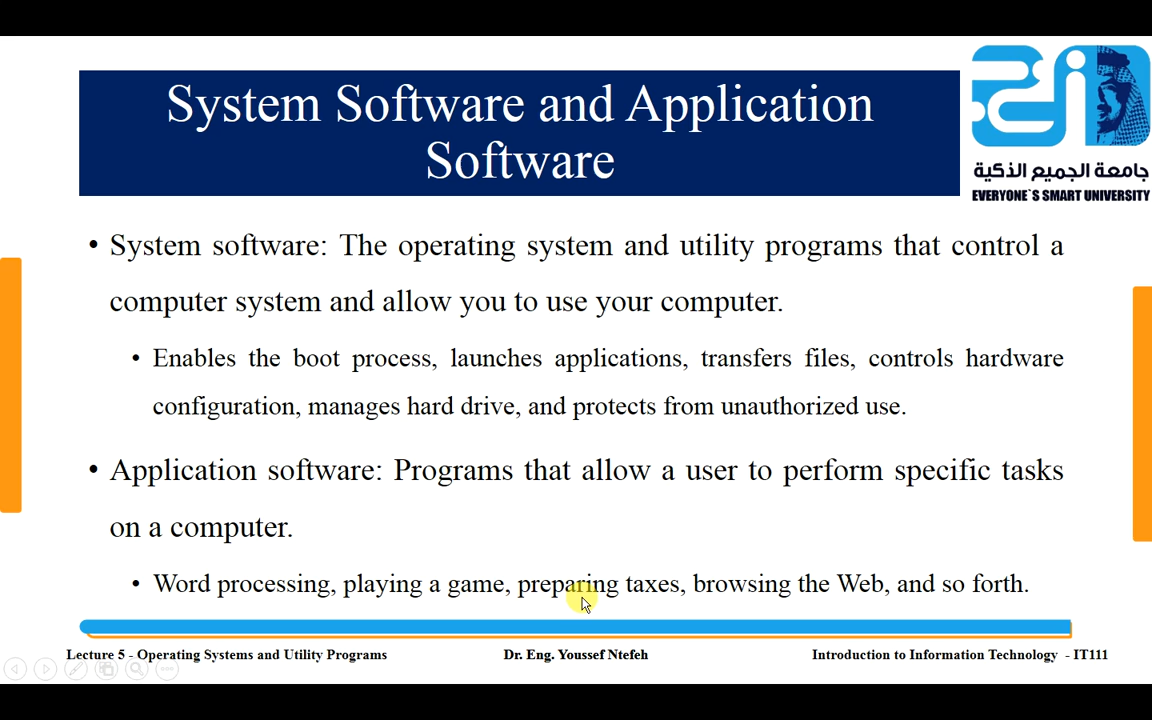 System Software and Application
Software
جامعة الجميع الذكية
EVERYONE`S SMART UNIVERSITY
• System software: The operating system and utility programs that control a
computer system and allow you to use your computer.
• Enables the boot process, launches applications, transfers files, controls hardware
configuration, manages hard drive, and protects from unauthorized use.
• Application software: Programs that allow a user to perform specific tasks
on a computer.
• Word processing, playing a game, preparing taxes, browsing the Web, and so forth.
Lecture 5 - Operating Systems and Utility Programs
Dr. Eng. Youssef Ntefeh
Introduction to Information Technology - IT111